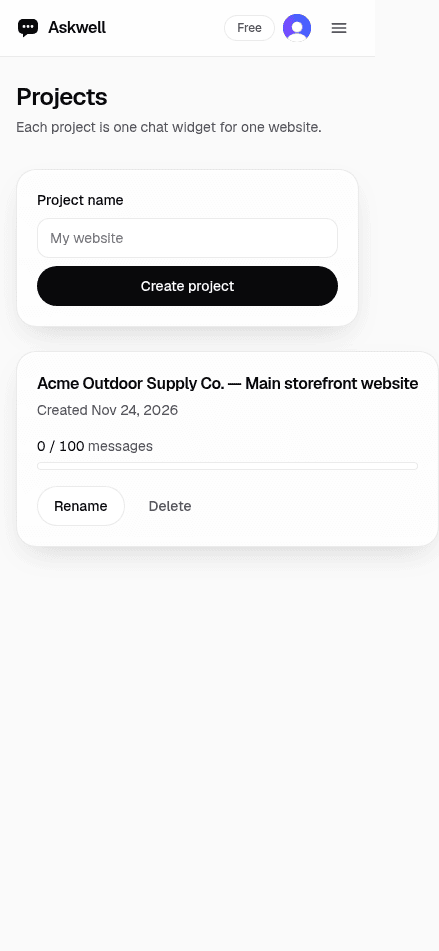 Askwell
Free
Projects
Each project is one chat widget for one website.
Project name
My website
Create project
Acme Outdoor Supply Co. — Main storefront website
Created Nov 24, 2026
0 / 100 messages
Rename
Delete